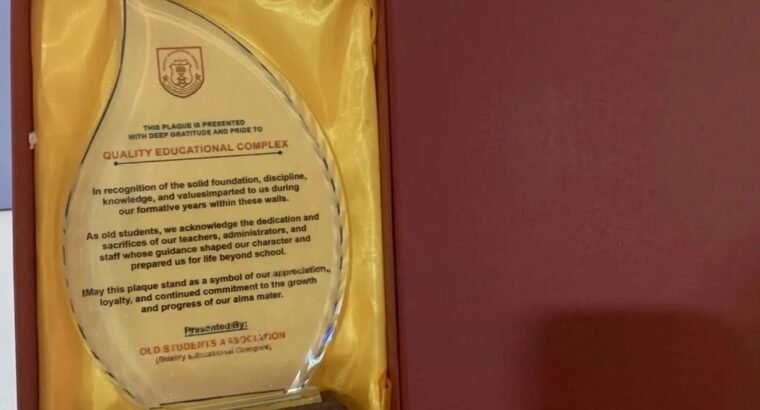 THIS PLAQUE IS PRESENTED
WITH DEEP GRATITUDE AND PRIDE TO
QUALITY EDUCATIONAL COMPLEX
In recognition of the solid foundation, discipline,
knowledge, and valuesimparted to us during
our formative years within these walls.
As old students, we acknowledge the dedication and
sacrifices of our teachers, administrators, and
staff whose guidance shaped our character and
prepared us for life beyond school.
May this plaque stand as a symbol of our appreciation,
loyalty, and continued commitment to the growth
and progress of our alma mater.
Presented By:
OLD STUDENTS ASSOCIATION
(Quality Educational Complex)